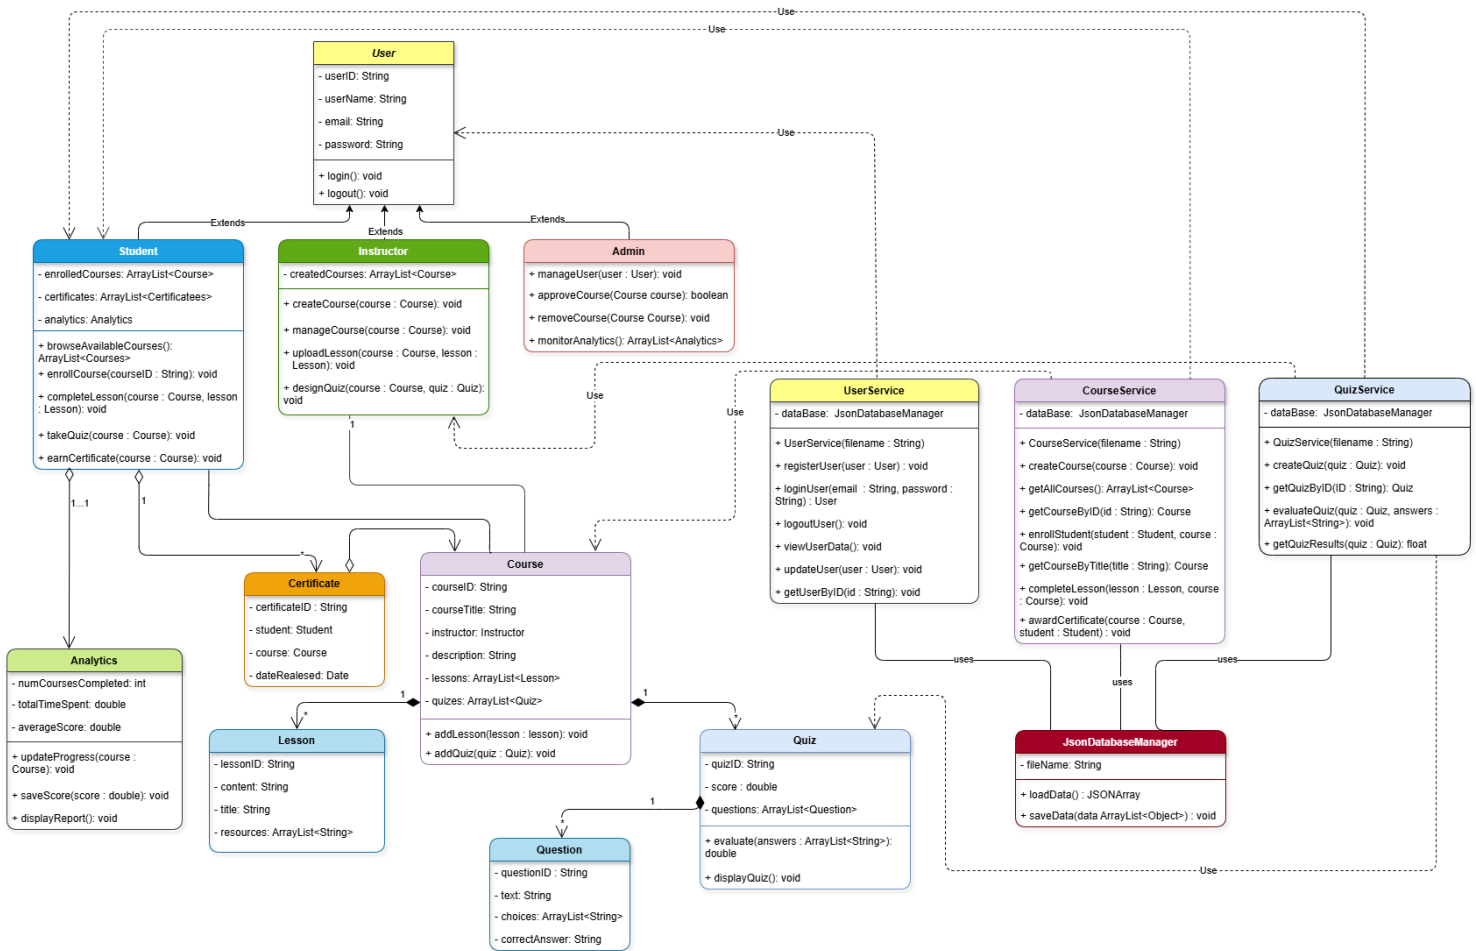 Use
Use
User
- userID: String
- userName: String
- email: String
- password: String
+ login(): void
+ logout(): void
Use
Extends
Extends
Extends
Student
- enrolledCourses: ArrayList<Course>
- certificates: ArrayList<Certificatees>
- analytics: Analytics
+ browseAvailableCourses():
ArrayList<Courses>
+ enrollCourse(courseID : String): void
+ completeLesson(course : Course, lesson
: Lesson): void
+ takeQuiz(course : Course): void
+ earnCertificate(course : Course): void
Instructor
- createdCourses: ArrayList<Course>
+ createCourse(course : Course): void
+ manageCourse(course : Course): void
+ uploadLesson(course : Course, lesson :
Lesson): void
+ designQuiz(course : Course, quiz : Quiz):
void
Admin
+ manageUser(user : User): void
+ approveCourse(Course course): boolean
+ removeCourse(Course Course): void
+ monitorAnalytics(): ArrayList<Analytics>
Use
Use
UserService
- dataBase: JsonDatabaseManager
+ UserService(filename : String)
+ registerUser(user : User) : void
+ loginUser(email : String, password :
String) : User
+ logoutUser(): void
+ viewUserData(): void
+ updateUser(user : User): void
+ getUserByID(id : String): void
CourseService
- dataBase: JsonDatabaseManager
+ CourseService(filename : String)
+ createCourse(course : Course): void
+ getAllCourses(): ArrayList<Course>
+ getCourseByID(id : String): Course
+ enrollStudent(student : Student, course :
Course): void
+ getCourseByTitle(title : String): Course
+ completeLesson(lesson : Lesson, course
: Course): void
+ awardCertificate(course : Course,
student : Student) : void
QuizService
- dataBase: JsonDatabaseManager
+ QuizService(filename : String)
+ createQuiz(quiz : Quiz): void
+ getQuizByID(ID : String): Quiz
+ evaluateQuiz(quiz : Quiz, answers :
ArrayList<String>): void
+ getQuizResults(quiz : Quiz): float
1
1...1
1
*
Certificate
- certificateID : String
- student: Student
- course: Course
- dateRealesed: Date
Course
- courseID: String
- courseTitle: String
- instructor: Instructor
- description: String
- lessons: ArrayList<Lesson>
- quizes: ArrayList<Quiz>
+ addLesson(lesson : lesson): void
+ addQuiz(quiz : Quiz): void
Analytics
- numCoursesCompleted: int
- totalTimeSpent: double
- averageScore: double
+ updateProgress(course :
Course): void
+ saveScore(score : double): void
+ displayReport(): void
uses
uses
uses
1
*
1
*
Lesson
- lessonID: String
- content: String
- title: String
- resources: ArrayList<String>
Quiz
- quizID: String
- score : double
- questions: ArrayList<Question>
+ evaluate(answers : ArrayList<String>):
double
+ displayQuiz(): void
JsonDatabaseManager
- fileName: String
+ loadData() : JSONArray
+ saveData(data ArrayList<Object>) : void
1
*
Question
- questionID : String
- text: String
- choices: ArrayList<String>
- correctAnswer: String
Use